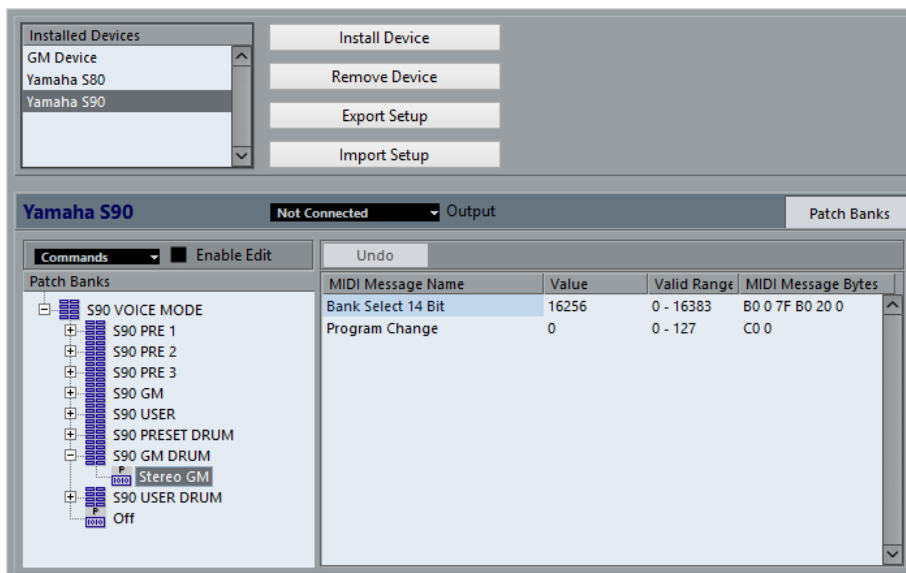 Installed Devices
GM Device
Yamaha S80
Yamaha S90
Install Device
Remove Device
Export Setup
Import Setup
Yamaha S90 Not Connected Output Patch Banks
Commands Enable Edit Undo
Patch Banks
S90 VOICE MODE
S90 PRE 1
S90 PRE 2
S90 PRE 3
S90 GM
S90 USER
S90 PRESET DRUM
S90 GM DRUM
P
1010 Stereo GM
S90 USER DRUM
P
1010 Off
MIDI Message Name Value Valid Range MIDI Message Bytes
Bank Select 14 Bit 16256 0 - 16383 B0 0 7F B0 20 0
Program Change 0 0 - 127 C0 0